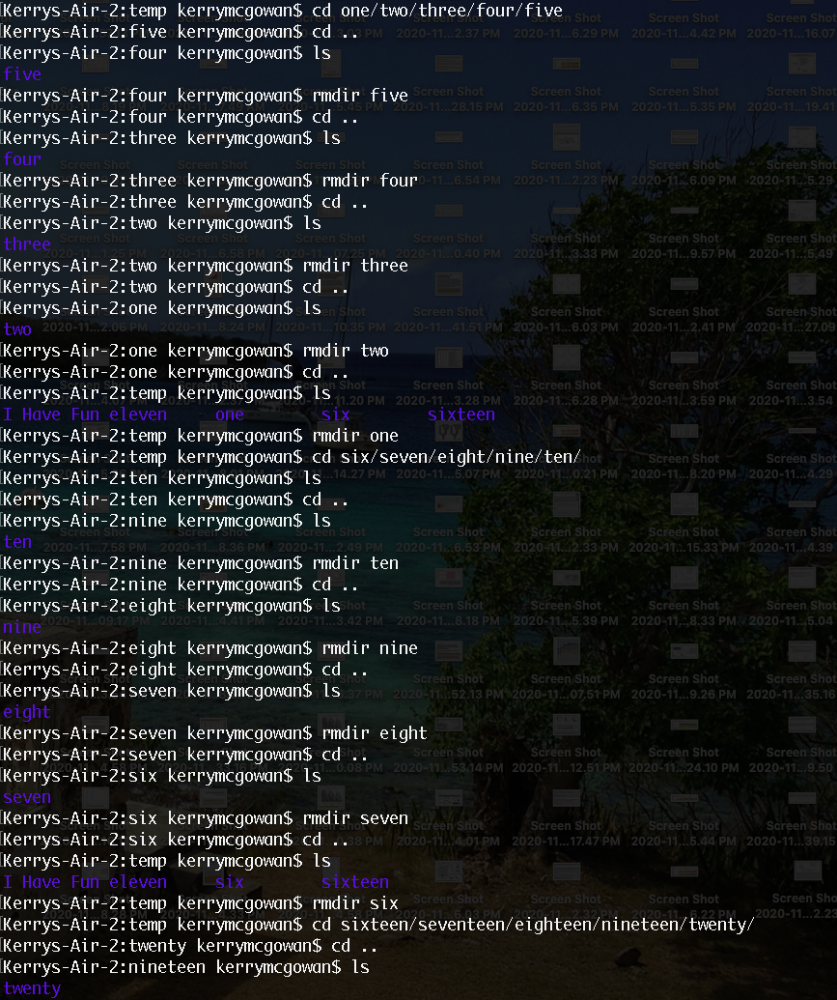 [Kerrys-Air-2:temp kerrymcgowan$ cd one/two/three/four/five
[Kerrys-Air-2:five kerrymcgowan$ cd ..
[Kerrys-Air-2:four kerrymcgowan$ ls
five
[Kerrys-Air-2:four kerrymcgowan$ rmdir five
[Kerrys-Air-2:four kerrymcgowan$ cd ..
[Kerrys-Air-2:three kerrymcgowan$ ls
four
[Kerrys-Air-2:three kerrymcgowan$ rmdir four
[Kerrys-Air-2:three kerrymcgowan$ cd ..
[Kerrys-Air-2:two kerrymcgowan$ ls
three
[Kerrys-Air-2:two kerrymcgowan$ rmdir three
[Kerrys-Air-2:two kerrymcgowan$ cd ..
[Kerrys-Air-2:one kerrymcgowan$ ls
two
[Kerrys-Air-2:one kerrymcgowan$ rmdir two
[Kerrys-Air-2:one kerrymcgowan$ cd ..
[Kerrys-Air-2:temp kerrymcgowan$ ls
I Have Fun eleven     one        six        sixteen
[Kerrys-Air-2:temp kerrymcgowan$ rmdir one
[Kerrys-Air-2:temp kerrymcgowan$ cd six/seven/eight/nine/ten/
[Kerrys-Air-2:ten kerrymcgowan$ ls
[Kerrys-Air-2:ten kerrymcgowan$ cd ..
[Kerrys-Air-2:nine kerrymcgowan$ ls
ten
[Kerrys-Air-2:nine kerrymcgowan$ rmdir ten
[Kerrys-Air-2:nine kerrymcgowan$ cd ..
[Kerrys-Air-2:eight kerrymcgowan$ ls
nine
[Kerrys-Air-2:eight kerrymcgowan$ rmdir nine
[Kerrys-Air-2:eight kerrymcgowan$ cd ..
[Kerrys-Air-2:seven kerrymcgowan$ ls
eight
[Kerrys-Air-2:seven kerrymcgowan$ rmdir eight
[Kerrys-Air-2:seven kerrymcgowan$ cd ..
[Kerrys-Air-2:six kerrymcgowan$ ls
seven
[Kerrys-Air-2:six kerrymcgowan$ rmdir seven
[Kerrys-Air-2:six kerrymcgowan$ cd ..
[Kerrys-Air-2:temp kerrymcgowan$ ls
I Have Fun eleven     six        sixteen
[Kerrys-Air-2:temp kerrymcgowan$ rmdir six
[Kerrys-Air-2:temp kerrymcgowan$ cd sixteen/seventeen/eighteen/nineteen/twenty/
[Kerrys-Air-2:twenty kerrymcgowan$ cd ..
[Kerrys-Air-2:nineteen kerrymcgowan$ ls
twenty